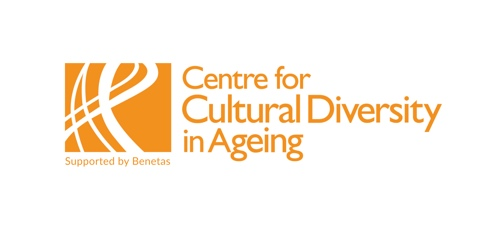 Centre for
Cultural Diversity
in Ageing
Supported by Benetas